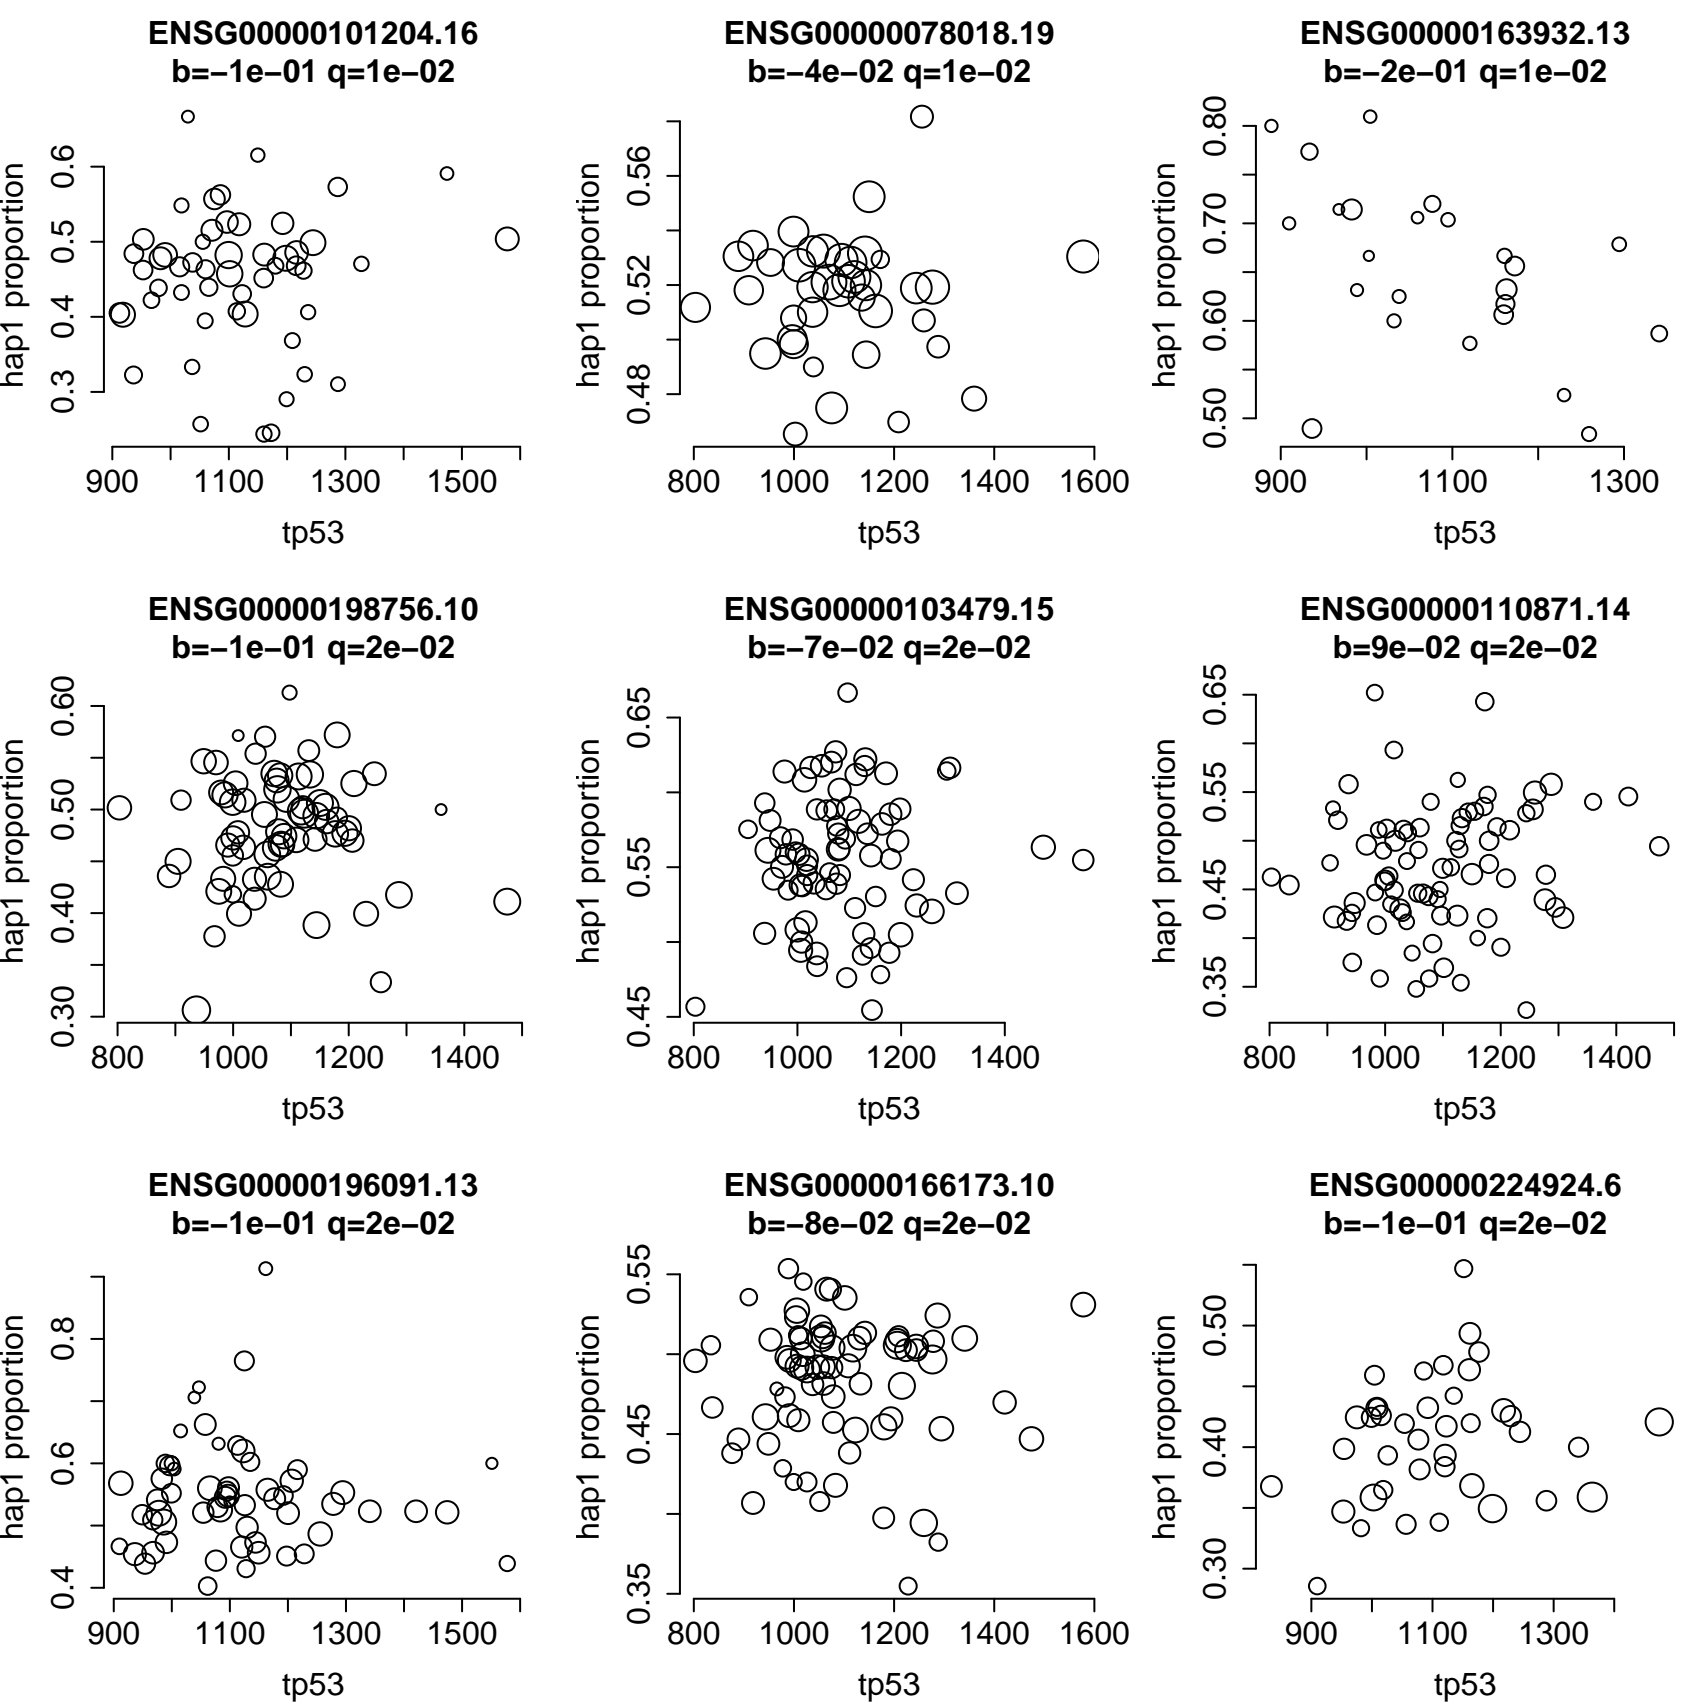 ENSG00000101204.16
b=−1e−01 q=1e−02
hap1 proportion
0.3 0.4 0.5 0.6
900 1100 1300 1500
tp53
ENSG00000078018.19
b=−4e−02 q=1e−02
hap1 proportion
0.48 0.52 0.56
800 1000 1200 1400 1600
tp53
ENSG00000163932.13
b=−2e−01 q=1e−02
hap1 proportion
0.50 0.60 0.70 0.80
900 1100 1300
tp53
ENSG00000198756.10
b=−1e−01 q=2e−02
hap1 proportion
0.30 0.40 0.50 0.60
800 1000 1200 1400
tp53
ENSG00000103479.15
b=−7e−02 q=2e−02
hap1 proportion
0.45 0.55 0.65
800 1000 1200 1400
tp53
ENSG00000110871.14
b=9e−02 q=2e−02
hap1 proportion
0.35 0.45 0.55 0.65
800 1000 1200 1400
tp53
ENSG00000196091.13
b=−1e−01 q=2e−02
hap1 proportion
0.4 0.6 0.8
900 1100 1300 1500
tp53
ENSG00000166173.10
b=−8e−02 q=2e−02
hap1 proportion
0.35 0.45 0.55
800 1000 1200 1400 1600
tp53
ENSG00000224924.6
b=−1e−01 q=2e−02
hap1 proportion
0.30 0.40 0.50
900 1100 1300
tp53